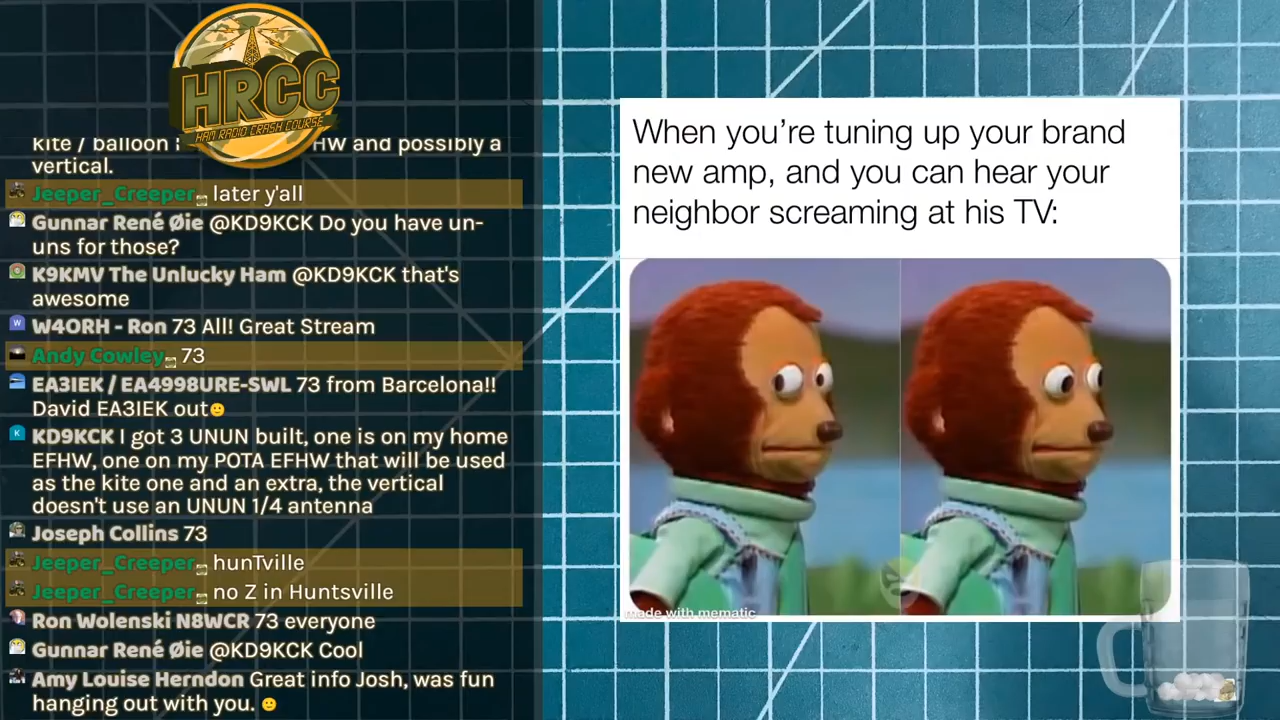 HRCC
HAM RADIO CRASH COURSE
kite / balloon HW and possibly a
vertical.
Jeeper_Creeper later y'all
Gunnar René Øie @KD9KCK Do you have un-
uns for those?
K9KMV The Unlucky Ham @KD9KCK that's
awesome
W4ORH - Ron 73 All! Great Stream
Andy Cowley 73
EA3IEK / EA4998URE-SWL 73 from Barcelona!!
David EA3IEK out
KD9KCK I got 3 UNUN built, one is on my home
EFHW, one on my POTA EFHW that will be used
as the kite one and an extra, the vertical
doesn't use an UNUN 1/4 antenna
Joseph Collins 73
Jeeper_Creeper hunTville
Jeeper_Creeper no Z in Huntsville
Ron Wolenski N8WCR 73 everyone
Gunnar René Øie @KD9KCK Cool
Amy Louise Herndon Great info Josh, was fun
hanging out with you.
When you're tuning up your brand
new amp, and you can hear your
neighbor screaming at his TV:
made with mematic